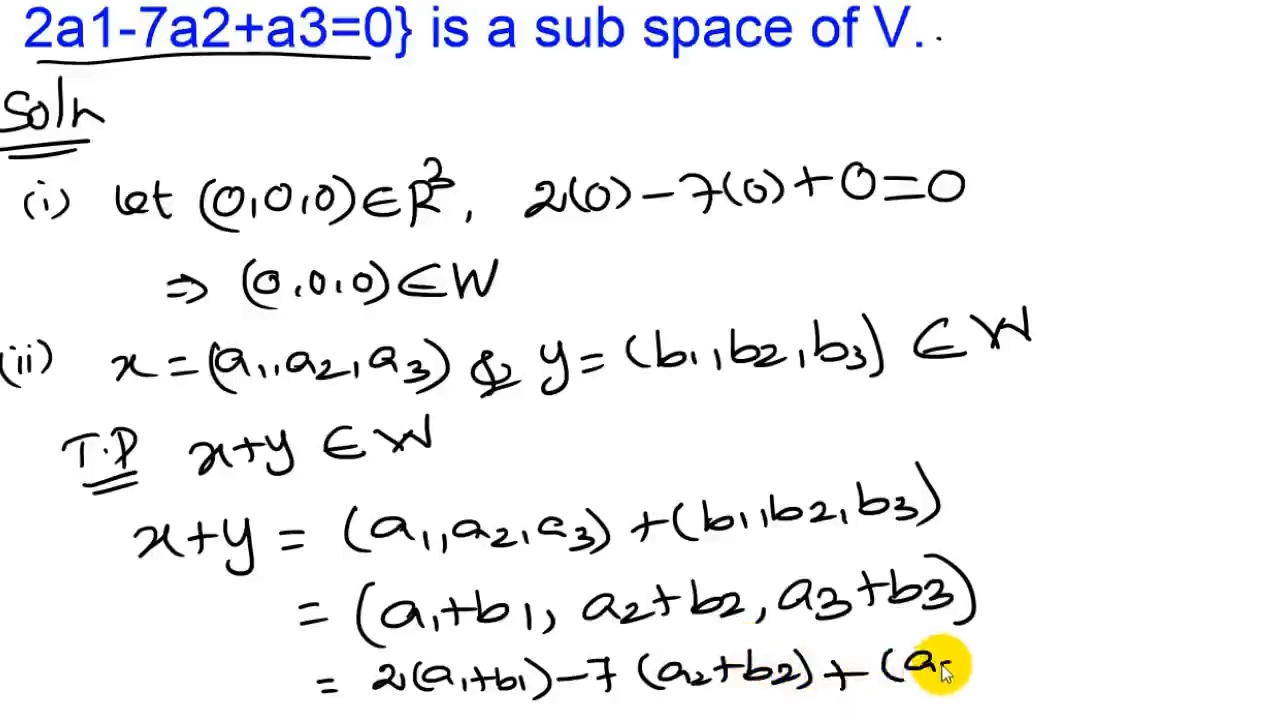 2a1-7a2+a3=0} is a sub space of V.
Soln
(i) let (0,0,0)∈R³, 2(0)-7(0)+0=0
⇒ (0,0,0)∈W
(ii) x=(a1,a2,a3) & y=(b1,b2,b3) ∈ W
T.P x+y ∈ W
x+y = (a1,a2,a3)+(b1,b2,b3)
= (a1+b1, a2+b2, a3+b3)
= 2(a1+b1)-7(a2+b2)+(a